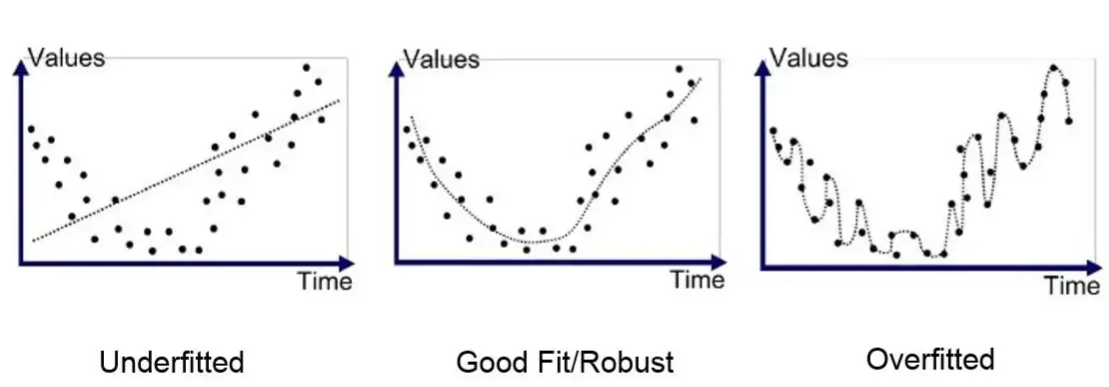 Values
Time
Underfitted
Values
Time
Good Fit/Robust
Values
Time
Overfitted